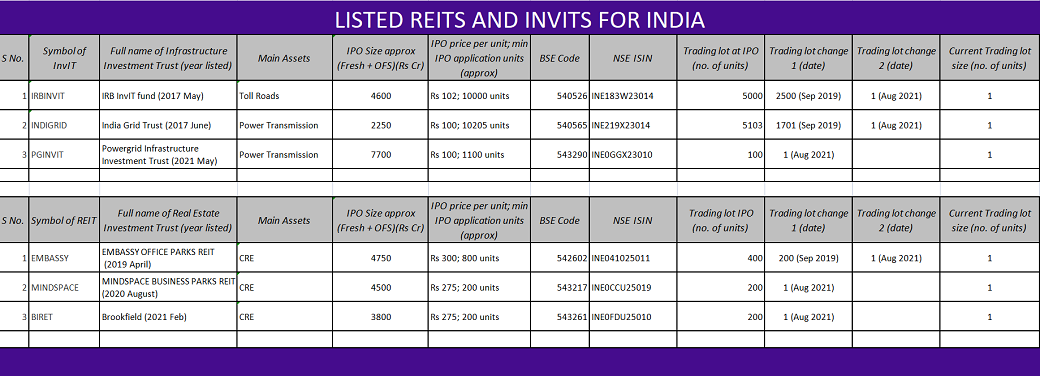 LISTED REITS AND INVITS FOR INDIA
S No. Symbol of InvIT Full name of Infrastructure Investment Trust (year listed) Main Assets IPO Size approx (Fresh + OFS)(Rs Cr) IPO price per unit; min IPO application units (approx) BSE Code NSE ISIN Trading lot at IPO (no. of units) Trading lot change 1 (date) Trading lot change 2 (date) Current Trading lot size (no. of units)
1 IRBINVIT IRB InvIT fund (2017 May) Toll Roads 4600 Rs 102; 10000 units 540526 INE183W23014 5000 2500 (Sep 2019) 1 (Aug 2021) 1
2 INDIGRID India Grid Trust (2017 June) Power Transmission 2250 Rs 100; 10205 units 540565 INE219X23014 5103 1701 (Sep 2019) 1 (Aug 2021) 1
3 PGINVIT Powergrid Infrastructure Investment Trust (2021 May) Power Transmission 7700 Rs 100; 1100 units 543290 INE0GGX23010 100 1 (Aug 2021) 1
S No. Symbol of REIT Full name of Real Estate Investment Trust (year listed) Main Assets IPO Size approx (Fresh + OFS)(Rs Cr) IPO price per unit; min IPO application units (approx) BSE Code NSE ISIN Trading lot IPO (no. of units) Trading lot change 1 (date) Trading lot change 2 (date) Current Trading lot size (no. of units)
1 EMBASSY EMBASSY OFFICE PARKS REIT (2019 April) CRE 4750 Rs 300; 800 units 542602 INE041025011 400 200 (Sep 2019) 1 (Aug 2021) 1
2 MINDSPACE MINDSPACE BUSINESS PARKS REIT (2020 August) CRE 4500 Rs 275; 200 units 543217 INE0CCU25019 200 1 (Aug 2021) 1
3 BIRET Brookfield (2021 Feb) CRE 3800 Rs 275; 200 units 543261 INE0FDU25010 200 1 (Aug 2021) 1